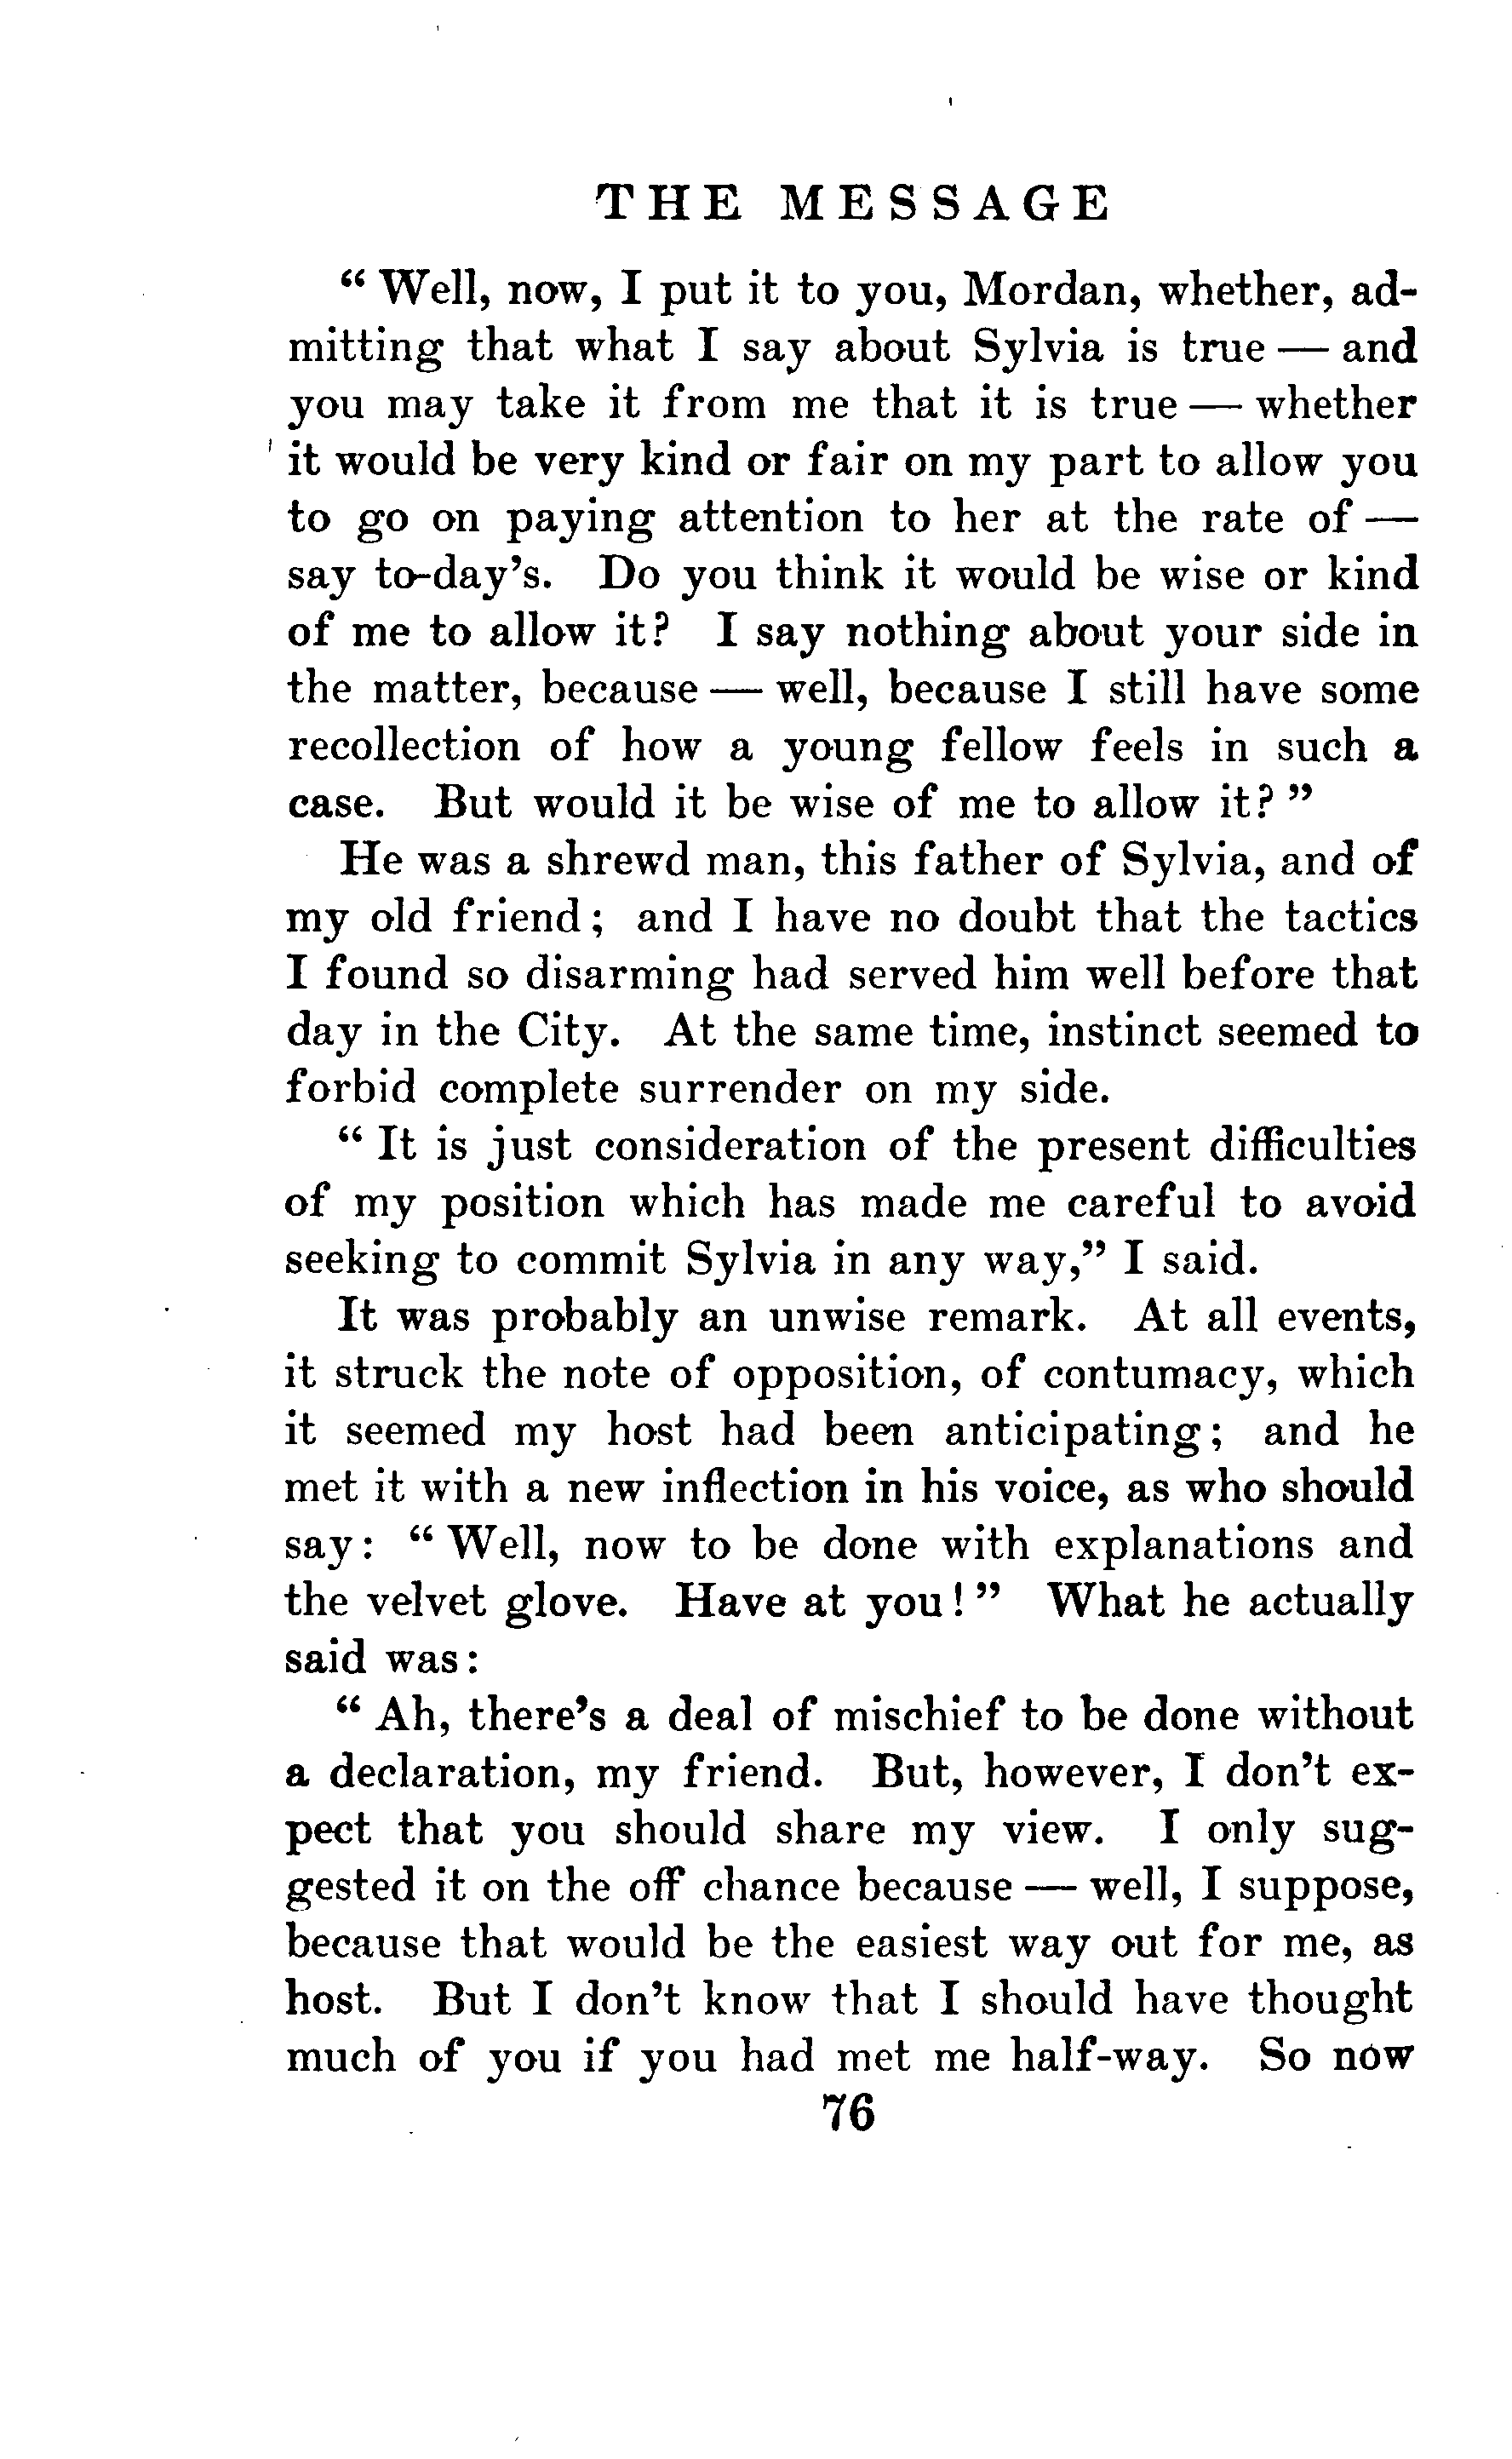 THE MESSAGE
“ Well, now, I put it to you, Mordan, whether, ad-
mitting that what I say about Sylvia is true — and
you may take it from me that it is true — whether
it would be very kind or fair on my part to allow you
to go on paying attention to her at the rate of —
say to-day’s. Do you think it would be wise or kind
of me to allow it? I say nothing about your side in
the matter, because — well, because I still have some
recollection of how a young fellow feels in such a
case. But would it be wise of me to allow it? ”
He was a shrewd man, this father of Sylvia, and of
my old friend; and I have no doubt that the tactics
I found so disarming had served him well before that
day in the City. At the same time, instinct seemed to
forbid complete surrender on my side.
“ It is just consideration of the present difficulties
of my position which has made me careful to avoid
seeking to commit Sylvia in any way,” I said.
It was probably an unwise remark. At all events,
it struck the note of opposition, of contumacy, which
it seemed my host had been anticipating; and he
met it with a new inflection in his voice, as who should
say: “ Well, now to be done with explanations and
the velvet glove. Have at you! ” What he actually
said was:
“ Ah, there’s a deal of mischief to be done without
a declaration, my friend. But, however, I don’t ex-
pect that you should share my view. I only sug-
gested it on the off chance because — well, I suppose,
because that would be the easiest way out for me, as
host. But I don’t know that I should have thought
much of you if you had met me half-way. So now
76